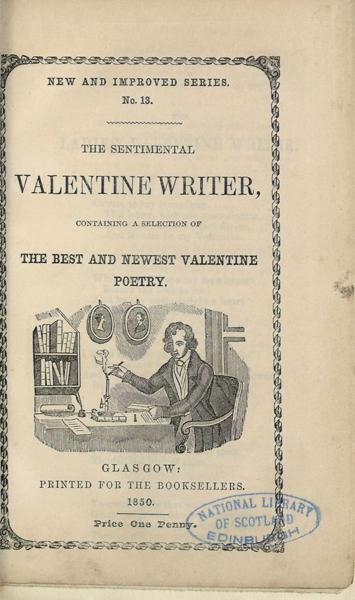 NEW AND IMPROVED SERIES.
No. 13.
THE SENTIMENTAL
VALENTINE WRITER,
CONTAINING A SELECTION OF
THE BEST AND NEWEST VALENTINE
POETRY.
GLASGOW:
PRINTED FOR THE BOOKSELLERS.
1850.
Price One Penny.
NATIONAL LIBRARY
OF SCOTLAND
EDINBURGH